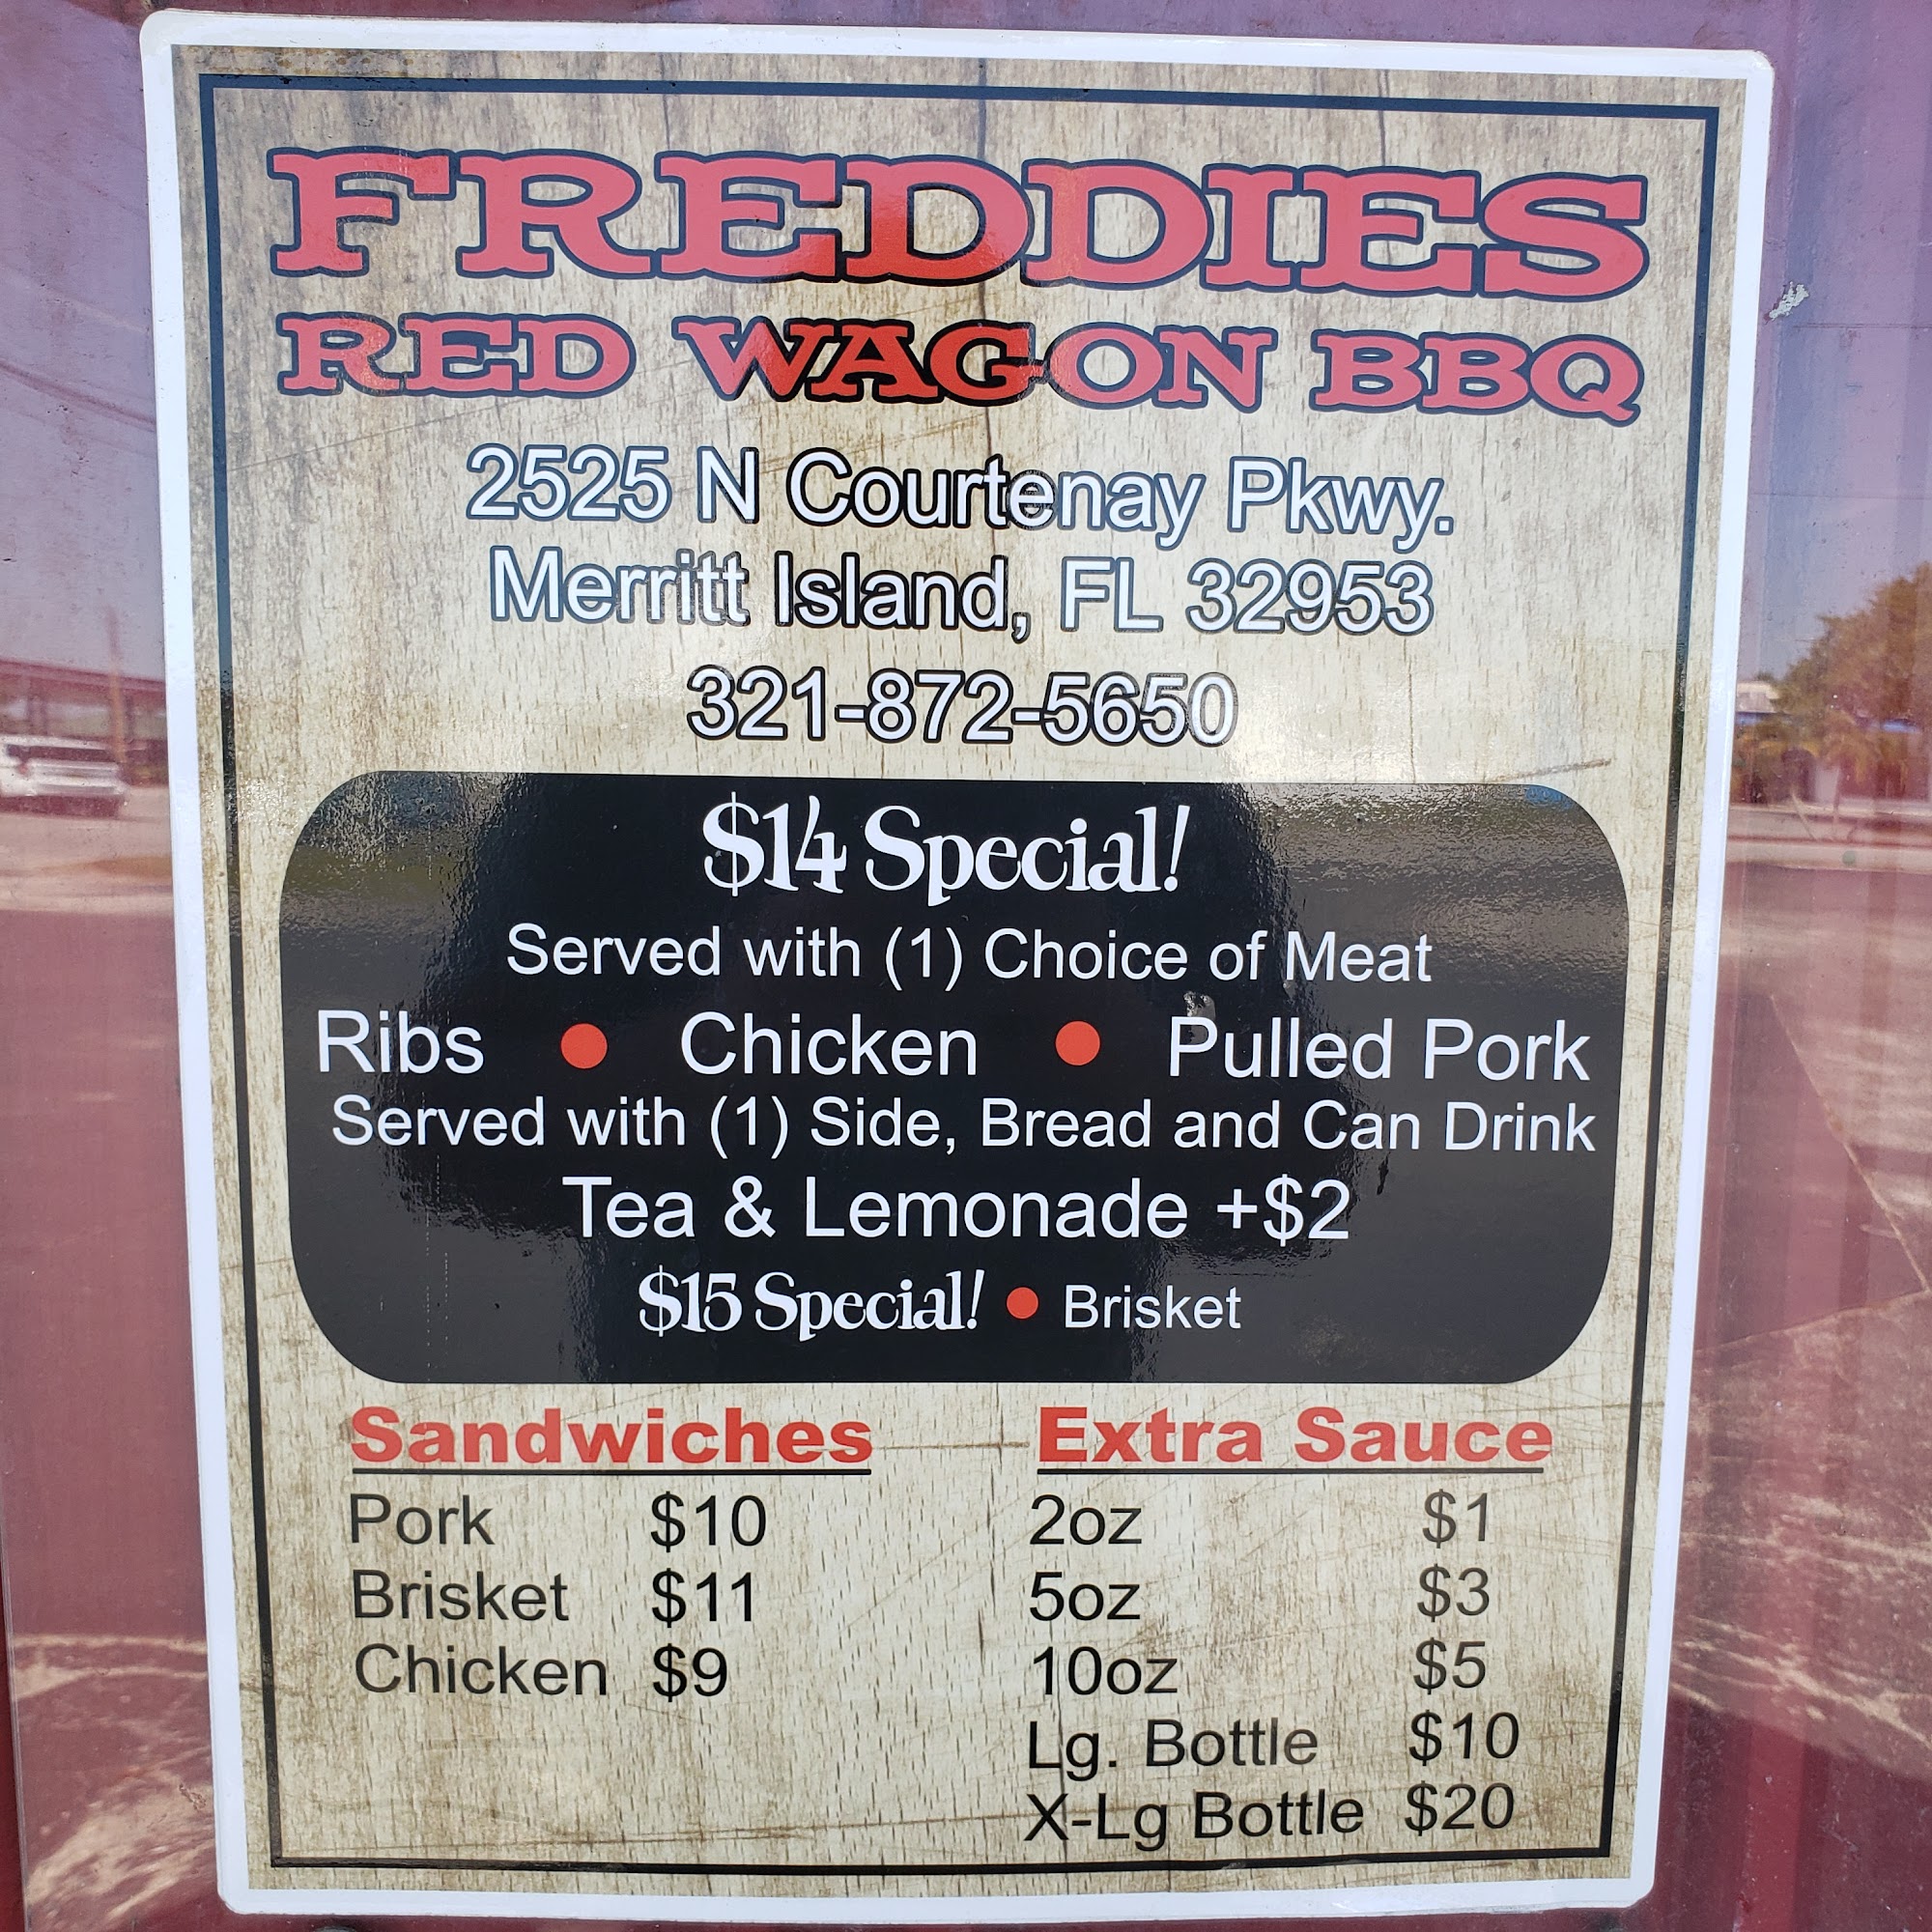 FREDDIES
RED WAGON BBQ
2525 N Courtenay Pkwy.
Merritt Island, FL 32953
321-872-5650
$14 Special!
Served with (1) Choice of Meat
Ribs • Chicken • Pulled Pork
Served with (1) Side, Bread and Can Drink
Tea & Lemonade +$2
$15 Special! • Brisket
Sandwiches
Pork $10
Brisket $11
Chicken $9
Extra Sauce
2oz $1
5oz $3
10oz $5
Lg. Bottle $10
X-Lg Bottle $20